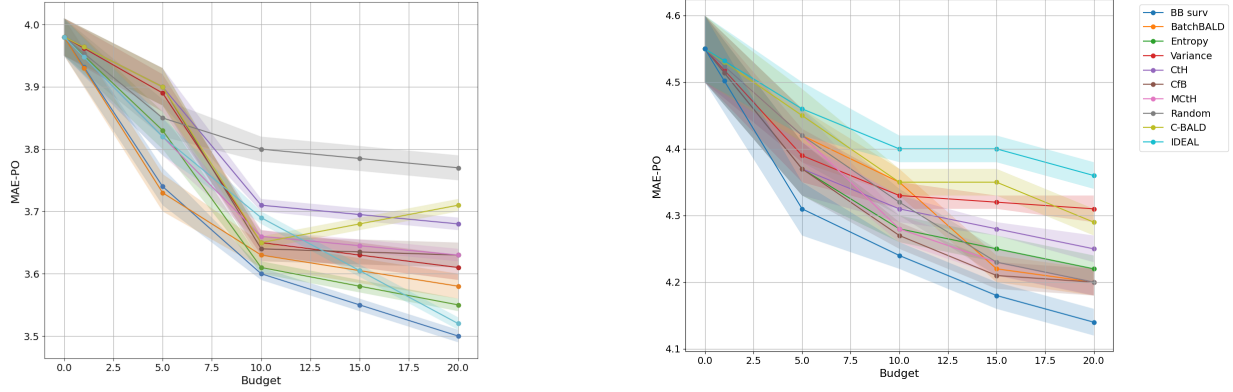 4.0
3.9
3.8
3.7
3.6
3.5
MAE-PO
0.0 2.5 5.0 7.5 10.0 12.5 15.0 17.5 20.0
Budget
4.6
4.5
4.4
4.3
4.2
4.1
MAE-PO
0.0 2.5 5.0 7.5 10.0 12.5 15.0 17.5 20.0
Budget
BB surv
BatchBALD
Entropy
Variance
CtH
CfB
MCtH
Random
C-BALD
IDEAL